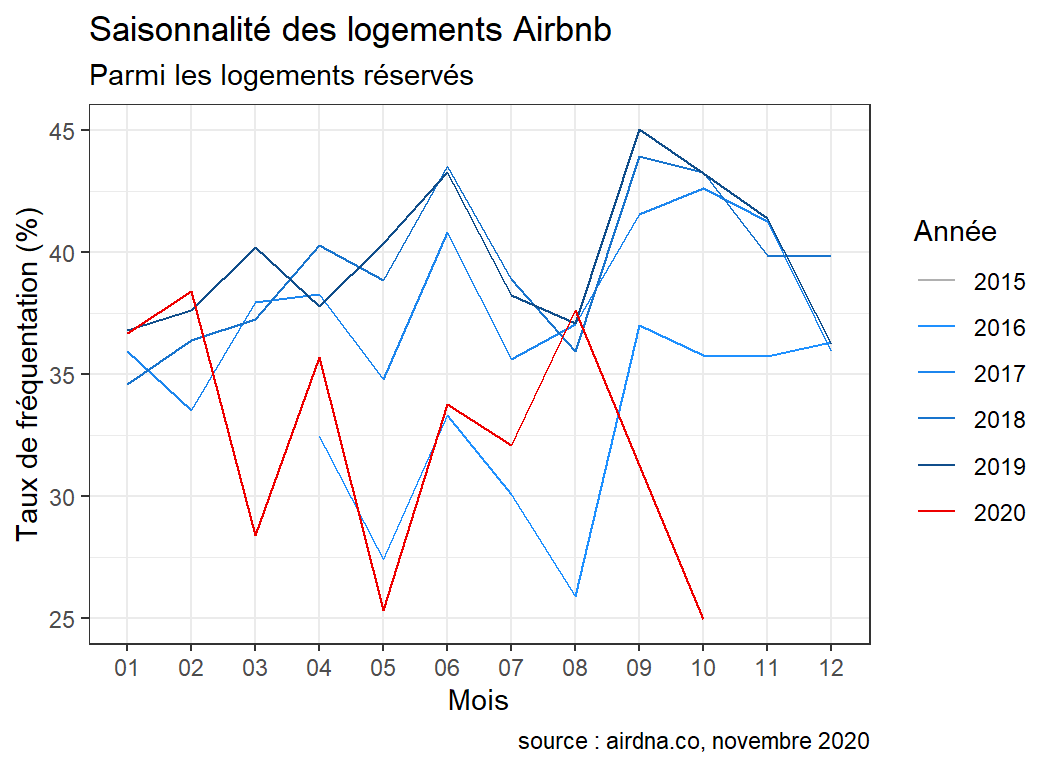 Saisonnalité des logements Airbnb
Parmi les logements réservés
Taux de fréquentation (%)
45
40
35
30
25
01 02 03 04 05 06 07 08 09 10 11 12
Mois
Année
2015
2016
2017
2018
2019
2020
source : airdna.co, novembre 2020